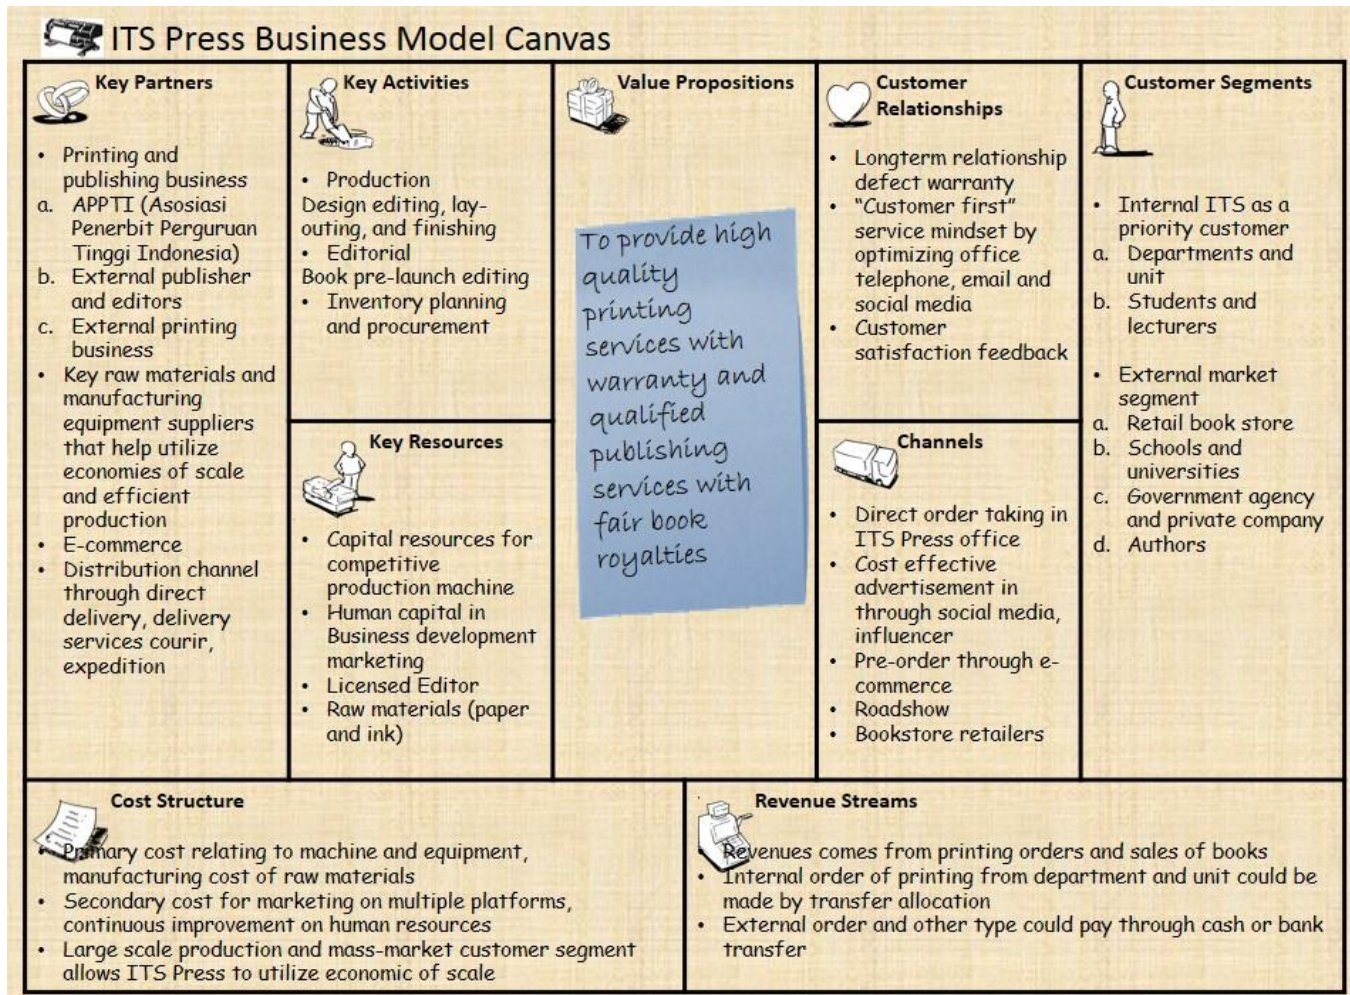 ITS Press Business Model Canvas
Key Partners
• Printing and
publishing business
a. APPTI (Asosiasi
Penerbit Perguruan
Tinggi Indonesia)
b. External publisher
and editors
c. External printing
business
• Key raw materials and
manufacturing
equipment suppliers
that help utilize
economies of scale
and efficient
production
• E-commerce
• Distribution channel
through direct
delivery, delivery
services courir,
expedition
Key Activities
• Production
Design editing, lay-
outing, and finishing
• Editorial
Book pre-launch editing
• Inventory planning
and procurement
Key Resources
• Capital resources for
competitive
production machine
• Human capital in
Business development
marketing
• Licensed Editor
• Raw materials (paper
and ink)
Value Propositions
To provide high
quality
printing
services with
warranty and
qualified
publishing
services with
fair book
royalties
Customer
Relationships
• Longterm relationship
defect warranty
• “Customer first”
service mindset by
optimizing office
telephone, email and
social media
• Customer
satisfaction feedback
Channels
• Direct order taking in
ITS Press office
• Cost effective
advertisement in
through social media,
influencer
• Pre-order through e-
commerce
• Roadshow
• Bookstore retailers
Customer Segments
• Internal ITS as a
priority customer
a. Departments and
unit
b. Students and
lecturers
• External market
segment
a. Retail book store
b. Schools and
universities
c. Government agency
and private company
d. Authors
Cost Structure
• Primary cost relating to machine and equipment,
manufacturing cost of raw materials
• Secondary cost for marketing on multiple platforms,
continuous improvement on human resources
• Large scale production and mass-market customer segment
allows ITS Press to utilize economic of scale
Revenue Streams
• Revenues comes from printing orders and sales of books
• Internal order of printing from department and unit could be
made by transfer allocation
• External order and other type could pay through cash or bank
transfer